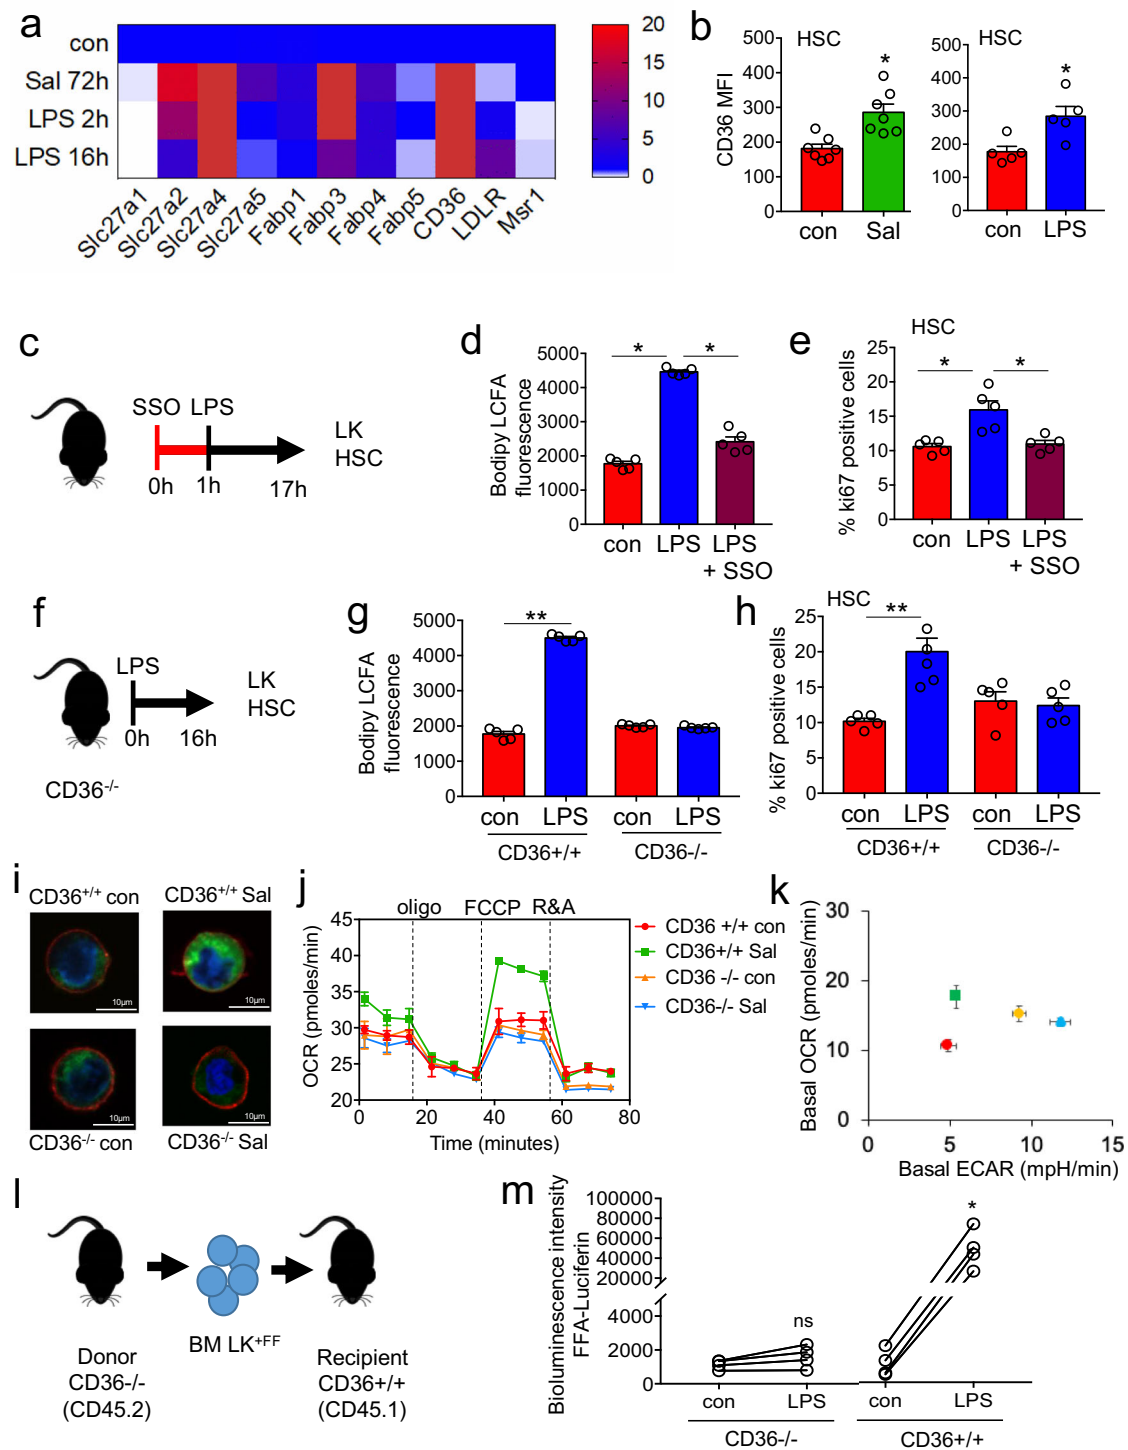 a
con
Sal 72h
LPS 2h
LPS 16h
Slc27a1
Slc27a2
Slc27a4
Slc27a5
Fabp1
Fabp3
Fabp4
Fabp5
CD36
LDLR
Msr1
20
15
10
5
0
b
HSC
CD36 MFI
500
400
300
200
100
0
*
con
Sal
HSC
500
400
300
200
100
0
*
con
LPS
c
SSO LPS
0h
1h
17h
LK
HSC
d
Bodipy LCFA
fluorescence
5000
4000
3000
2000
1000
0
* *
con
LPS
LPS
+ SSO
e
HSC
% ki67 positive cells
25
20
15
10
5
0
* *
con
LPS
LPS
+ SSO
f
LPS
0h
16h
LK
HSC
CD36-/-
g
Bodipy LCFA
fluorescence
5000
4000
3000
2000
1000
0
**
con LPS con LPS
CD36+/+ CD36-/-
h
HSC
% ki67 positive cells
25
20
15
10
5
0
**
con LPS con LPS
CD36+/+ CD36-/-
i
CD36+/+ con
CD36+/+ Sal
10µm
10µm
10µm
10µm
CD36-/- con
CD36-/- Sal
j
oligo FCCP R&A
OCR (pmoles/min)
45
40
35
30
25
20
0 20 40 60 80
Time (minutes)
CD36 +/+ con
CD36+/+ Sal
CD36 -/- con
CD36-/- Sal
k
Basal OCR (pmoles/min)
30
20
10
0
0 5 10 15
Basal ECAR (mpH/min)
l
BM LK+FF
Donor
CD36-/-
(CD45.2)
Recipient
CD36+/+
(CD45.1)
m
Bioluminescence intensity
FFA-Luciferin
100000
80000
60000
40000
20000
4000
2000
0
ns
*
con LPS con LPS
CD36-/- CD36+/+